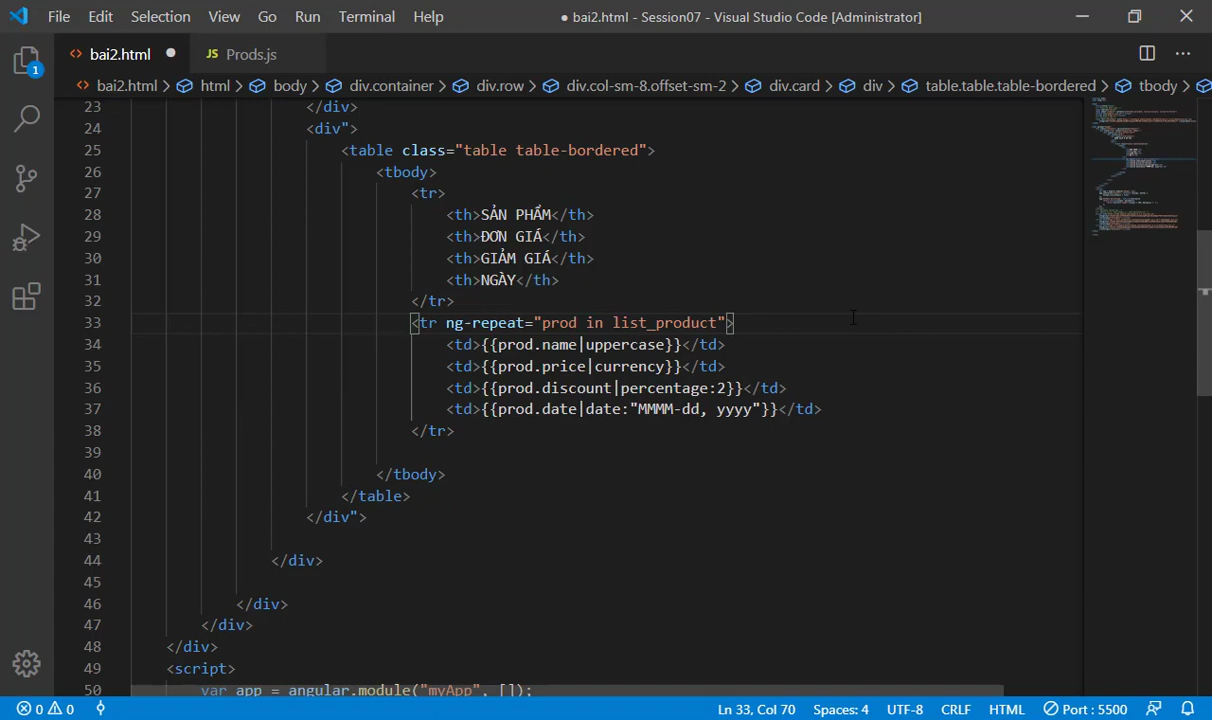 File Edit Selection View Go Run Terminal Help ● bai2.html - Session07 - Visual Studio Code [Administrator]
<> bai2.html ● JS Prods.js
1
<> bai2.html > html > body > div.container > div.row > div.col-sm-8.offset-sm-2 > div.card > div > table.table.table-bordered > tbody >
23 </div>
24 <div">
25 <table class="table table-bordered">
26 <tbody>
27 <tr>
28 <th>SẢN PHẨM</th>
29 <th>ĐƠN GIÁ</th>
30 <th>GIẢM GIÁ</th>
31 <th>NGÀY</th>
32 </tr>
33 <tr ng-repeat="prod in list_product">
34 <td>{{prod.name|uppercase}}</td>
35 <td>{{prod.price|currency}}</td>
36 <td>{{prod.discount|percentage:2}}</td>
37 <td>{{prod.date|date:"MMMM-dd, yyyy"}}</td>
38 </tr>
39
40 </tbody>
41 </table>
42 </div">
43
44 </div>
45
46 </div>
47 </div>
48 </div>
49 <script>
50 var app = angular.module("myApp", []);
0 0 Ln 33, Col 70 Spaces: 4 UTF-8 CRLF HTML Port : 5500